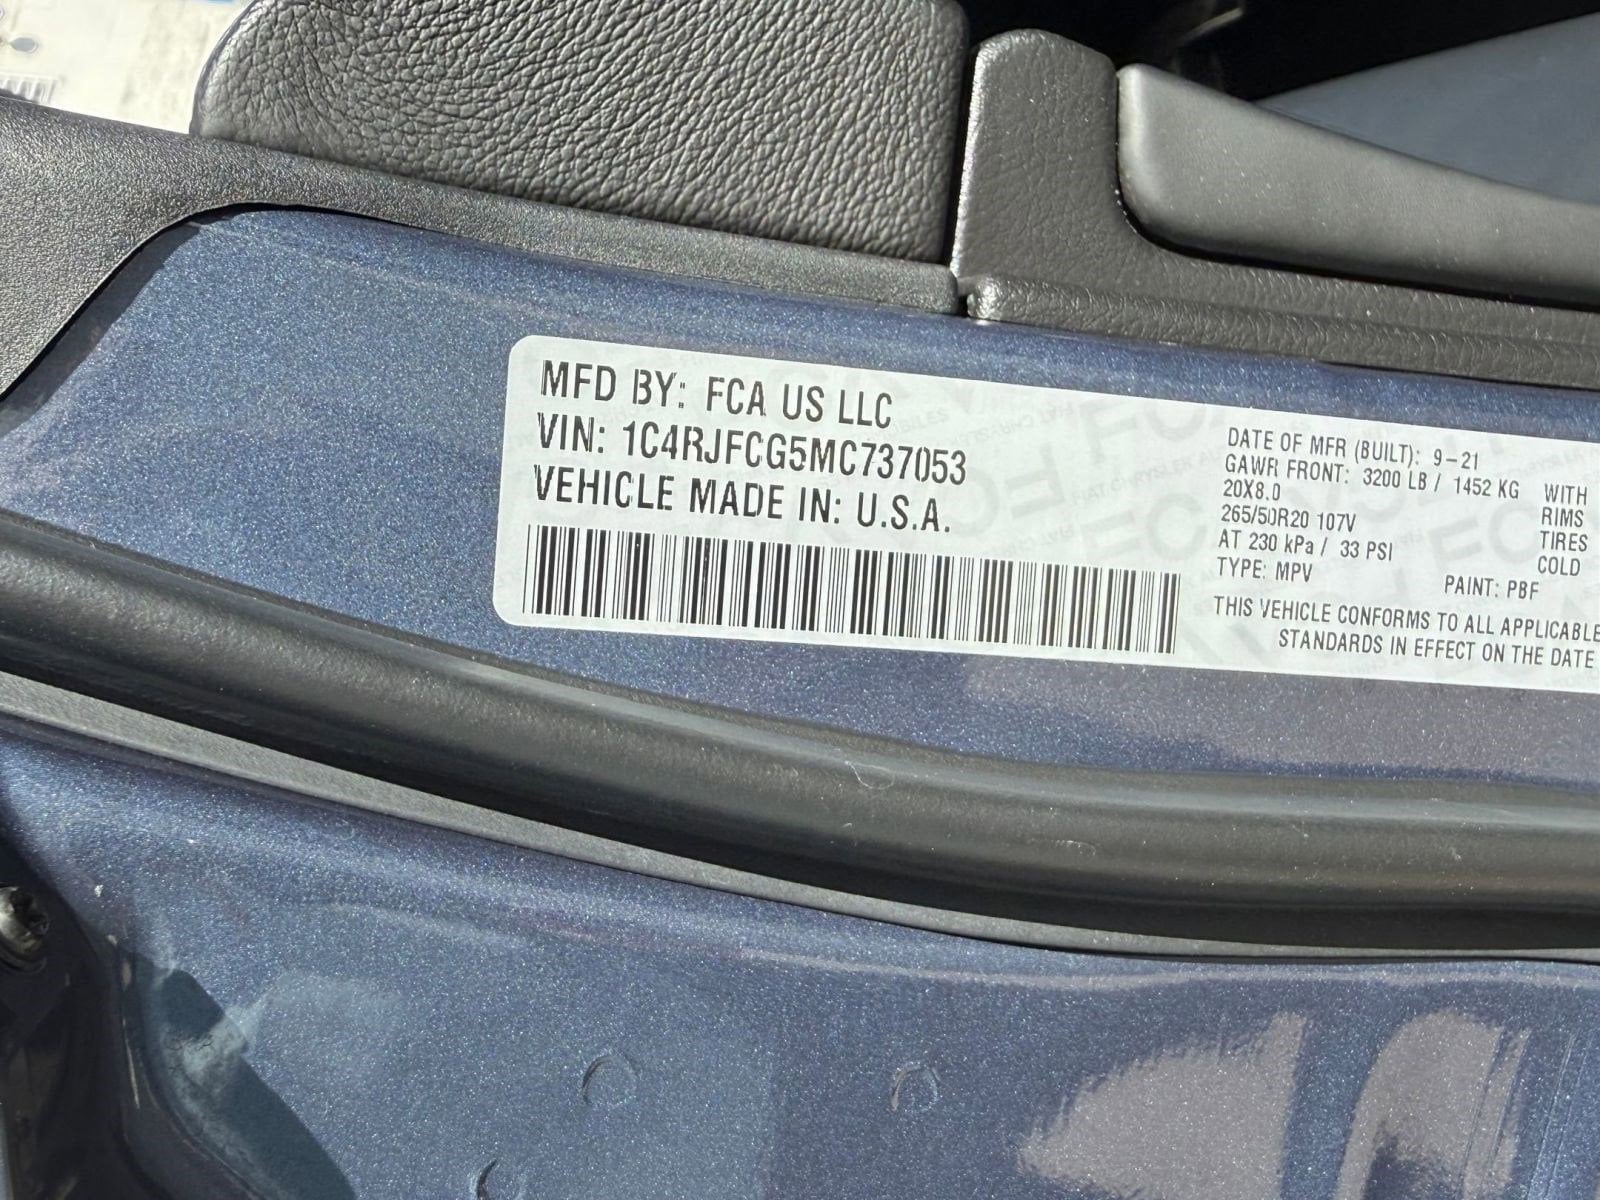 MFD BY: FCA US LLC
VIN: 1C4RJFCG5MC737053
VEHICLE MADE IN: U.S.A.
DATE OF MFR (BUILT): 9-21
GAWR FRONT: 3200 LB / 1452 KG WITH
20X8.0 RIMS
265/50R20 107V TIRES
AT 230 kPa / 33 PSI COLD
TYPE: MPV PAINT: PBF
THIS VEHICLE CONFORMS TO ALL APPLICABLE
STANDARDS IN EFFECT ON THE DATE